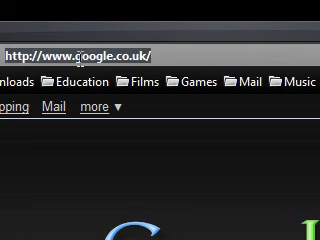 http://www.google.co.uk/
nloads Education Films Games Mail Music
pping Mail more ▼